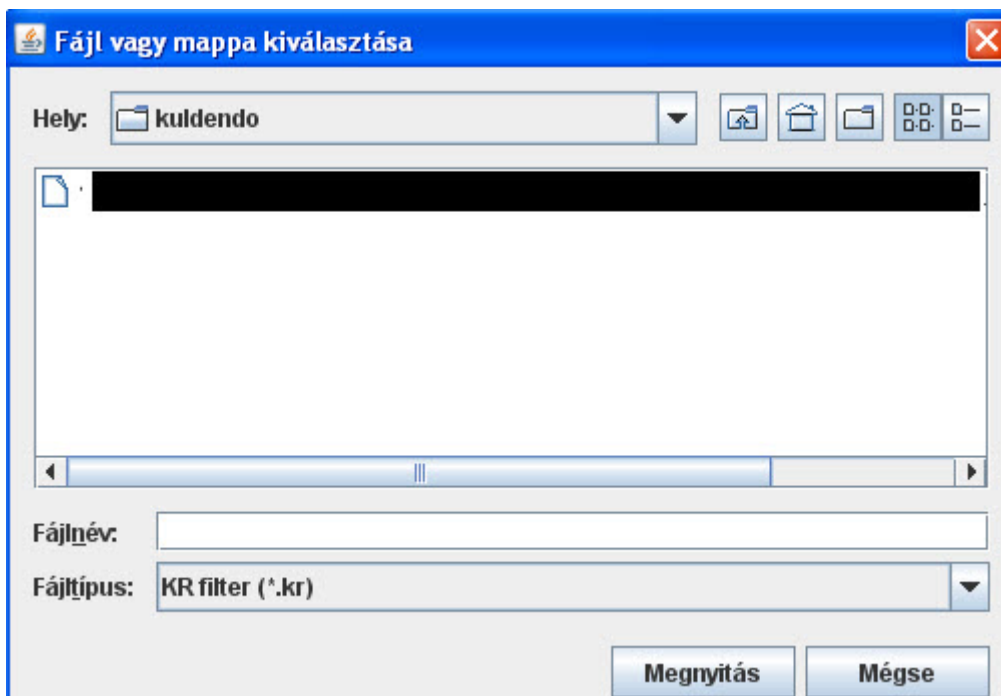 Fájl vagy mappa kiválasztása
Hely: kuldendo
Fájlnév:
Fájltípus: KR filter (*.kr)
Megnyitás Mégse